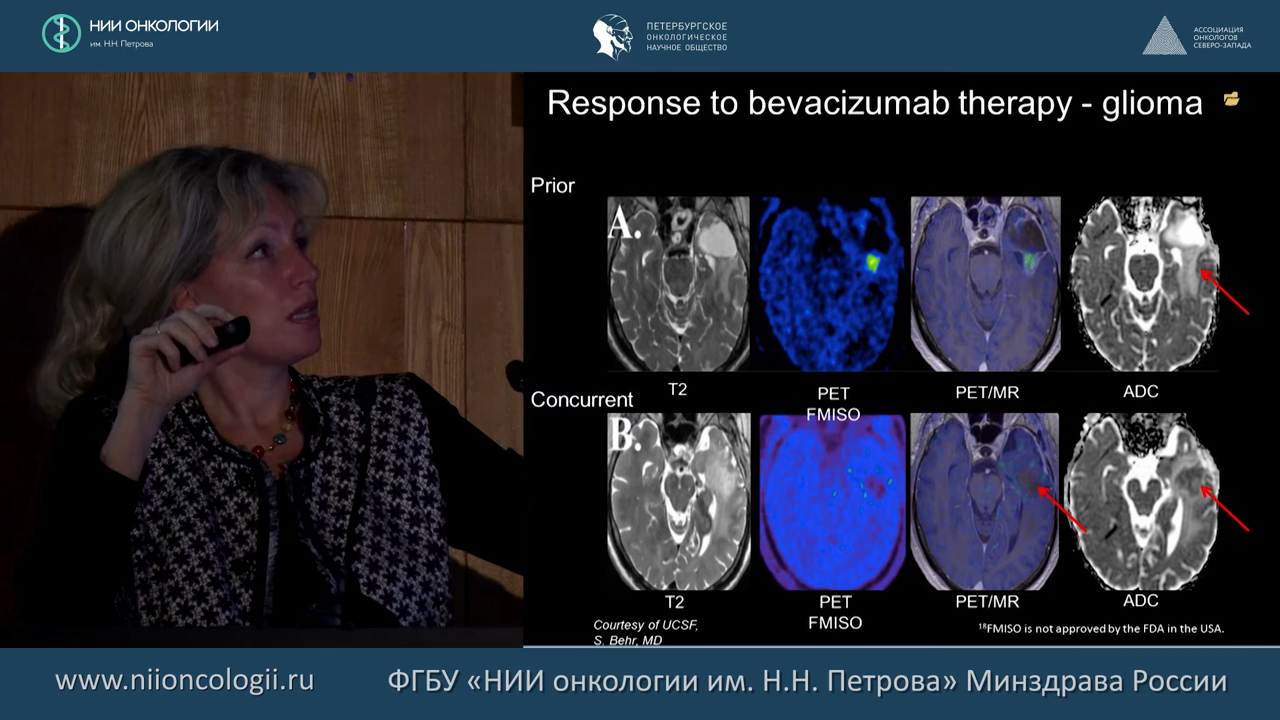 НИИ ОНКОЛОГИИ
им. Н.Н. Петрова
ПЕТЕРБУРГСКОЕ
ОНКОЛОГИЧЕСКОЕ
НАУЧНОЕ ОБЩЕСТВО
АССОЦИАЦИЯ
ОНКОЛОГОВ
СЕВЕРО-ЗАПАДА
Response to bevacizumab therapy - glioma
Prior
A.
T2
PET
FMISO
PET/MR
ADC
Concurrent
B.
T2
PET
FMISO
PET/MR
ADC
Courtesy of UCSF,
S. Behr, MD
¹⁸FMISO is not approved by the FDA in the USA.
www.niioncologii.ru
ФГБУ «НИИ онкологии им. Н.Н. Петрова» Минздрава России